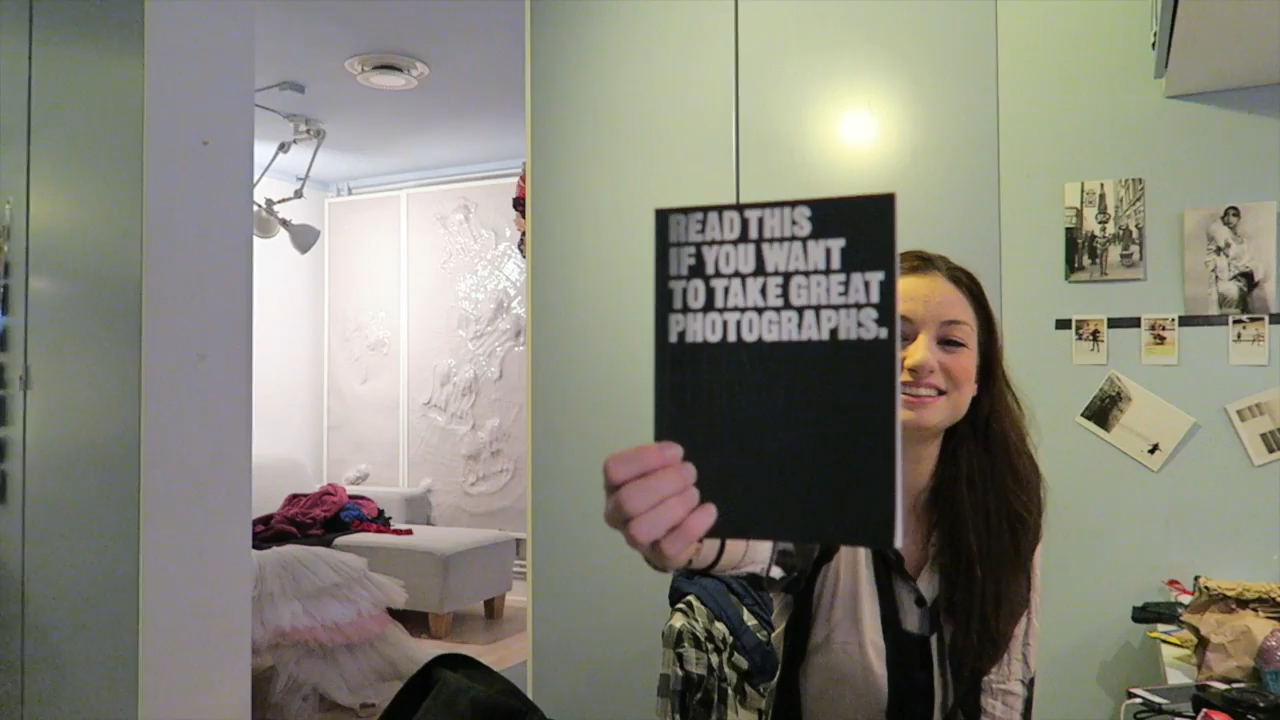 READ THIS
IF YOU WANT
TO TAKE GREAT
PHOTOGRAPHS.